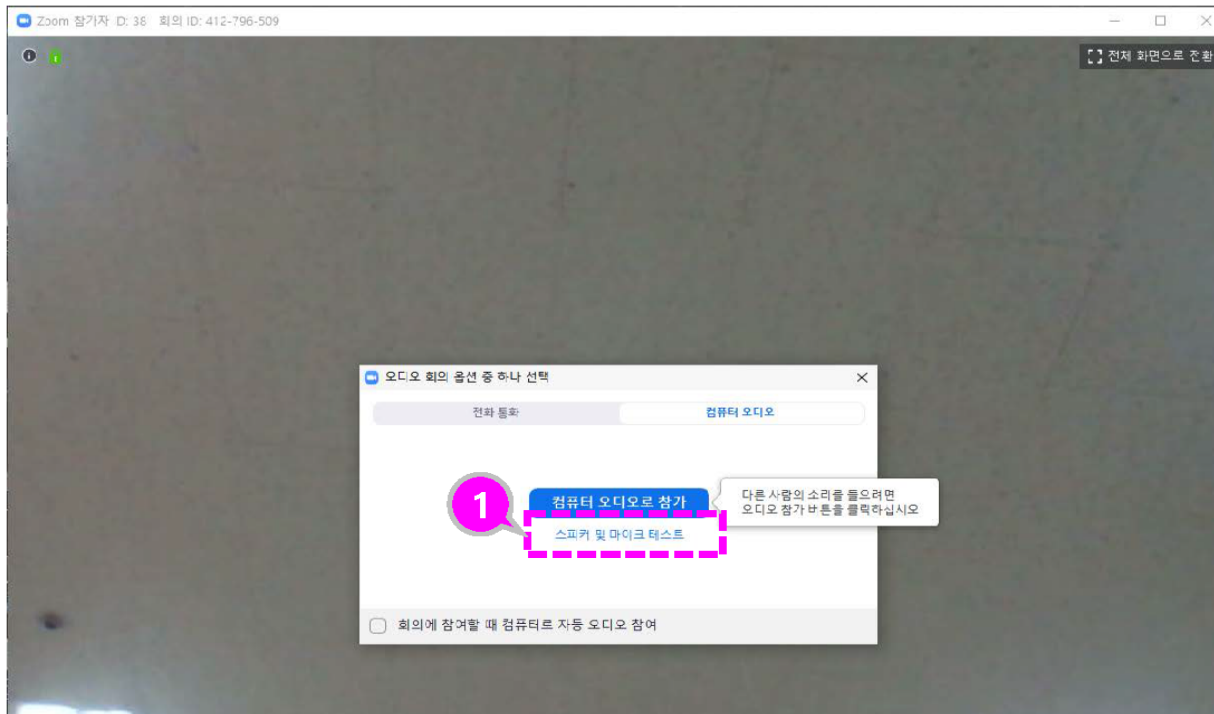 Zoom 참가자 ID: 38 회의 ID: 412-796-509
전체 화면으로 전환
오디오 회의 옵션 중 하나 선택
전화 통화
컴퓨터 오디오
1
컴퓨터 오디오로 참가
다른 사람의 소리를 들으려면
오디오 참가 버튼을 클릭하십시오
스피커 및 마이크 테스트
회의에 참여할 때 컴퓨터로 자동 오디오 참여